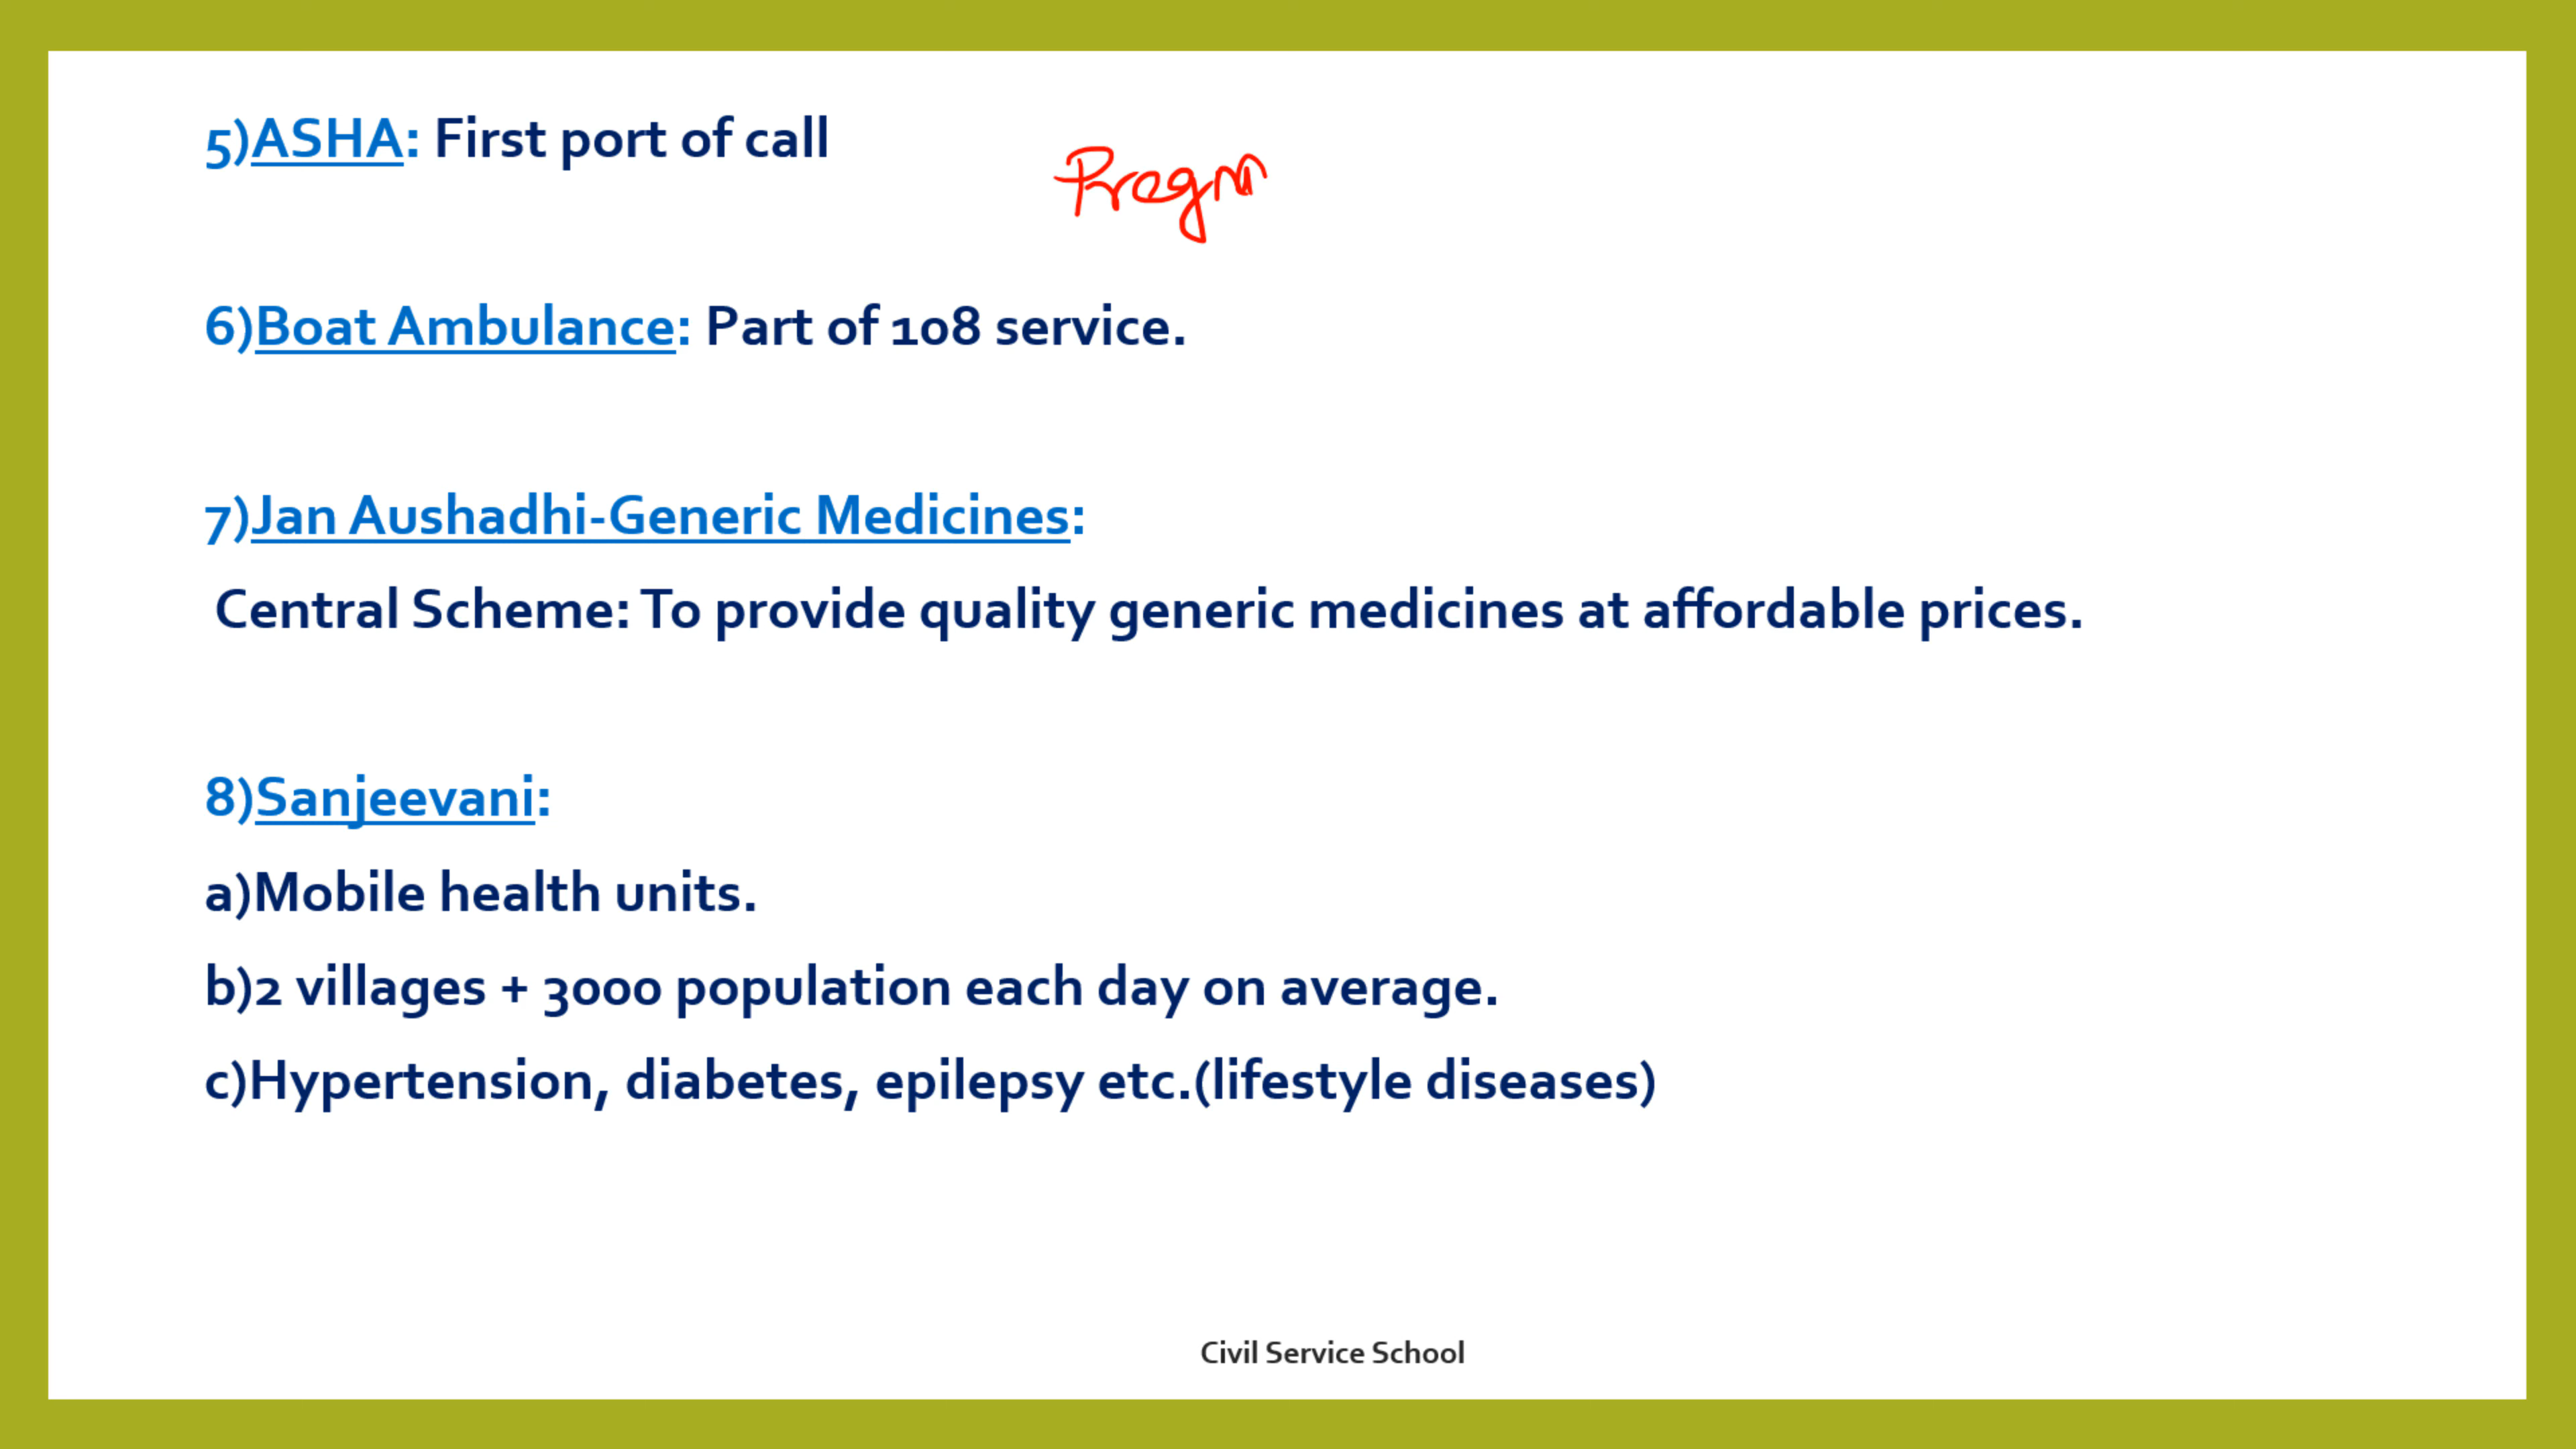 5)ASHA: First port of call
Pregn
6)Boat Ambulance: Part of 108 service.
7)Jan Aushadhi-Generic Medicines:
Central Scheme: To provide quality generic medicines at affordable prices.
8)Sanjeevani:
a)Mobile health units.
b)2 villages + 3000 population each day on average.
c)Hypertension, diabetes, epilepsy etc.(lifestyle diseases)
Civil Service School